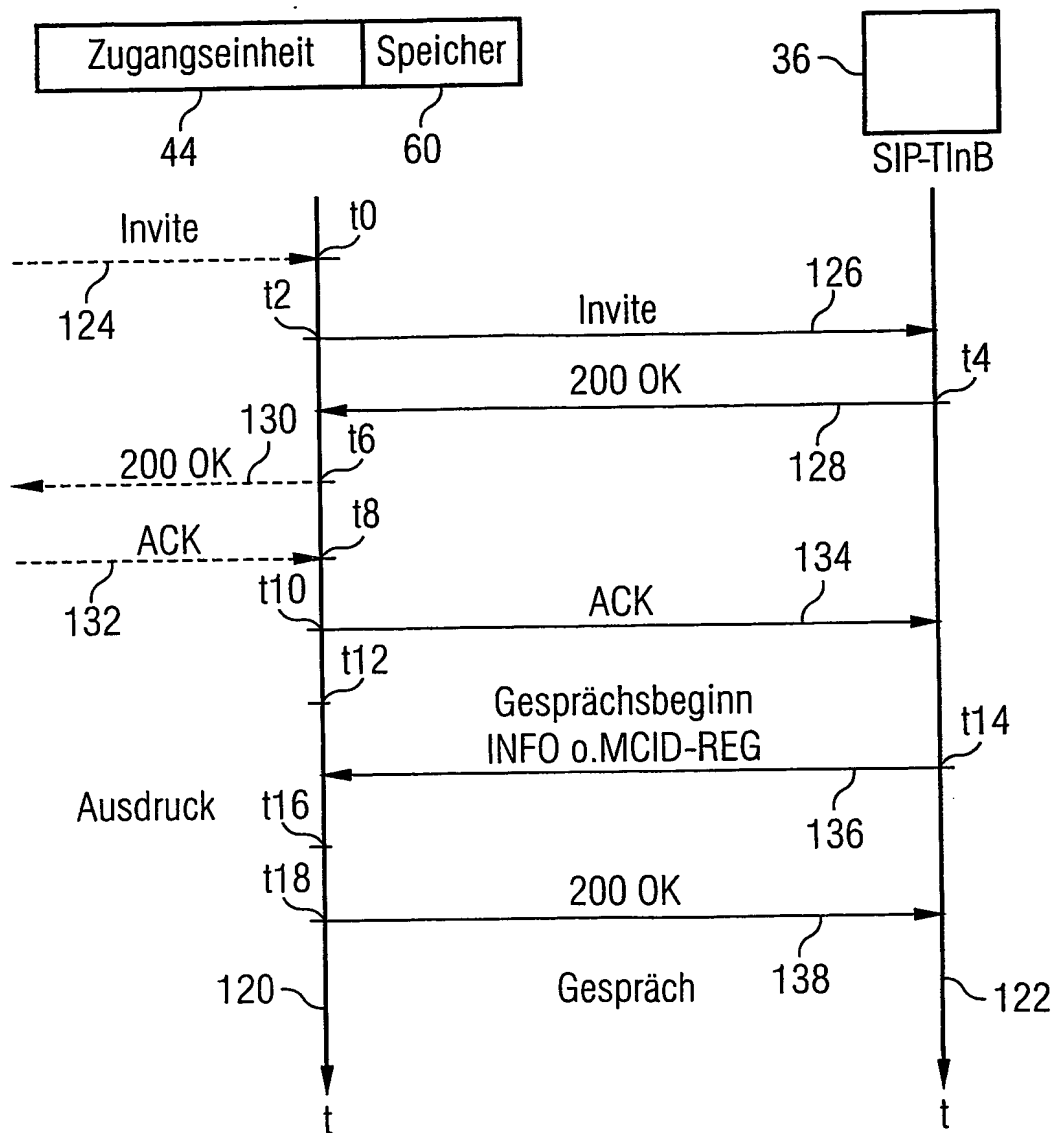 Zugangseinheit
Speicher
36
44
60
SIP-TlnB
Invite
t0
124
t2
Invite
126
200 OK
t4
130
128
200 OK
t6
ACK
t8
134
132
t10
ACK
t12
Gesprächsbeginn
INFO o.MCID-REG
t14
136
Ausdruck
t16
t18
200 OK
138
120
Gespräch
122
t
t